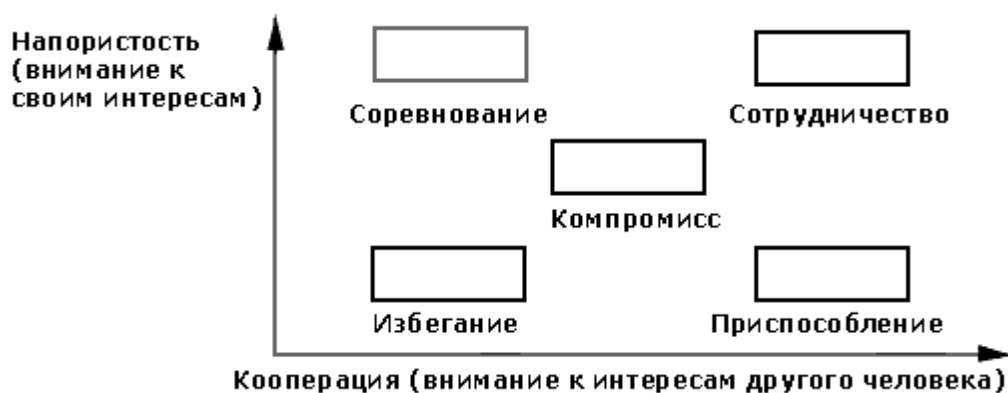 Напористость
(внимание к
своим интересам)
Соревнование
Сотрудничество
Компромисс
Избегание
Приспособление
Кооперация (внимание к интересам другого человека)